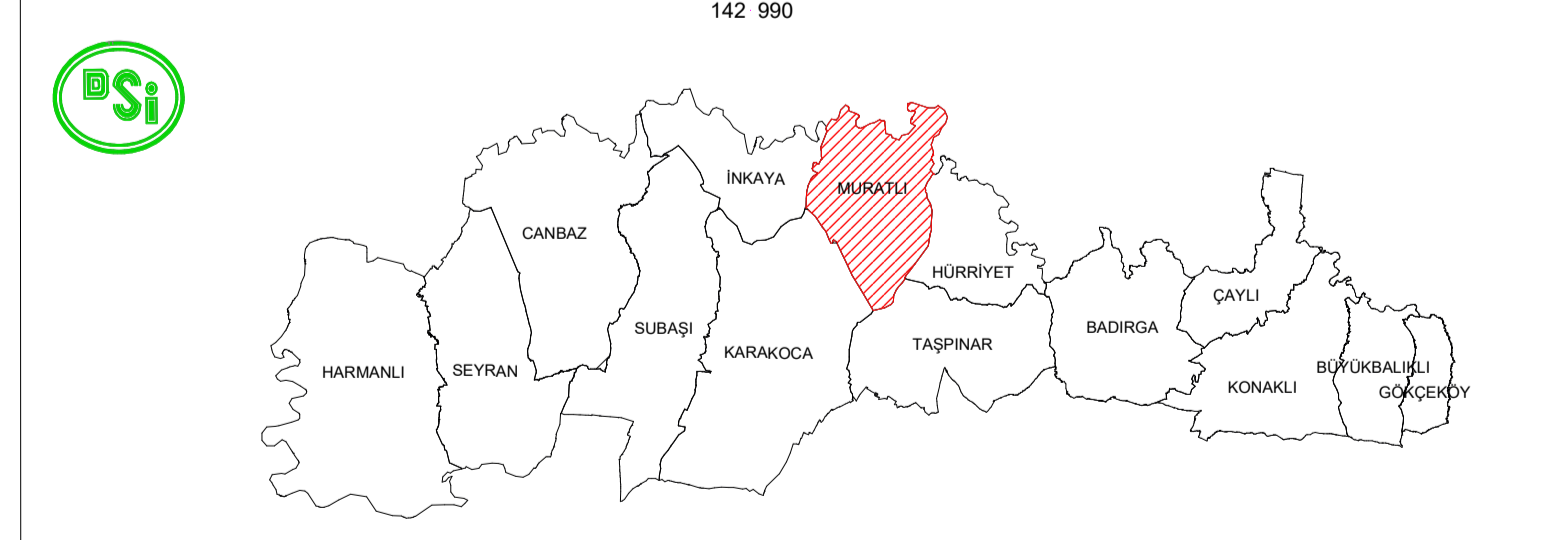 142 990
DSİ
İNKAYA
MURATLI
CANBAZ
HÜRRİYET
ÇAYLI
SUBAŞI
BADIRGA
TAŞPINAR
KARAKOCA
HARMANLI
SEYRAN
BÜYÜKBALIKLI
KONAKLI
GÖKÇEKÖY